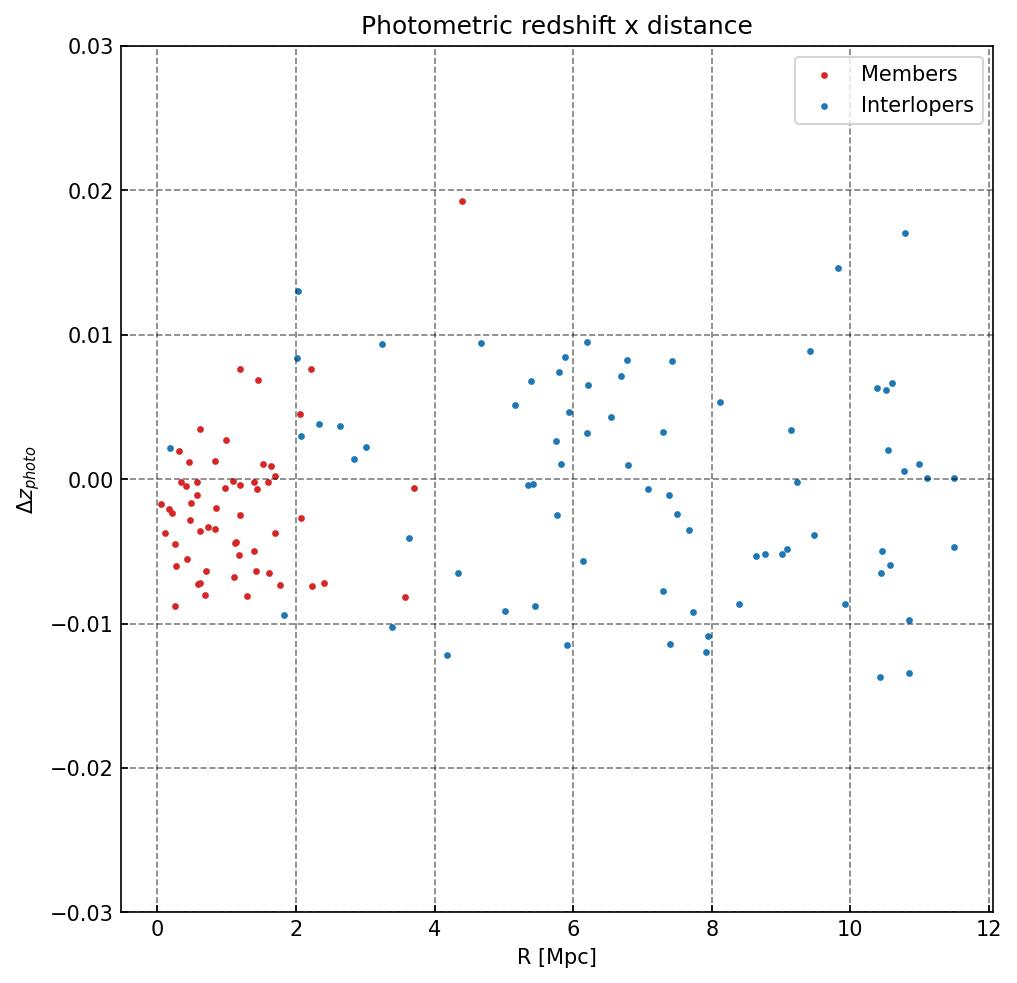 Photometric redshift x distance
Members
Interlopers
0.03
0.02
0.01
0.00
−0.01
−0.02
−0.03
Δz_photo
0 2 4 6 8 10 12
R [Mpc]